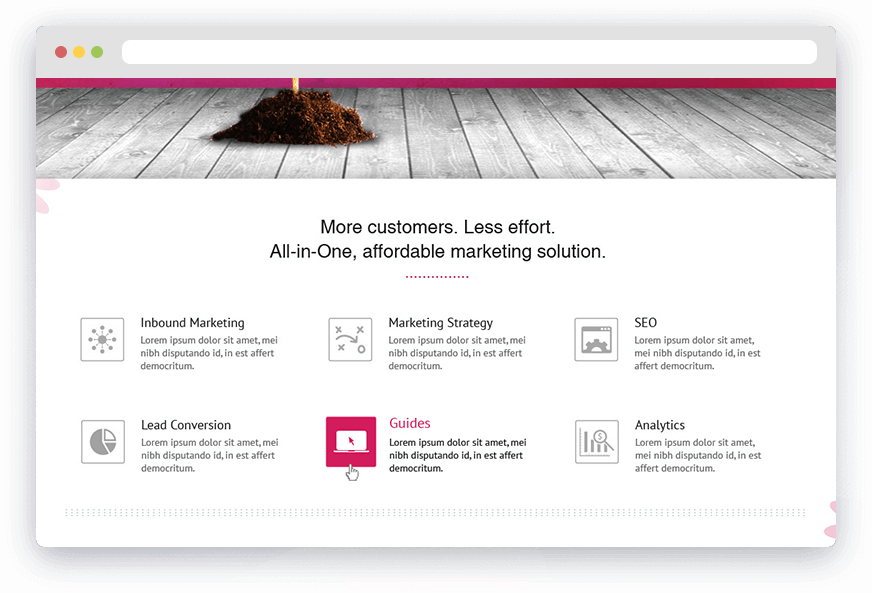 More customers. Less effort.
All-in-One, affordable marketing solution.
Inbound Marketing
Lorem ipsum dolor sit amet, mei
nibh disputando id, in est affert
democritum.
Marketing Strategy
Lorem ipsum dolor sit amet, mei
nibh disputando id, in est affert
democritum.
SEO
Lorem ipsum dolor sit amet,
mei nibh disputando id, in est
affert democritum.
Lead Conversion
Lorem ipsum dolor sit amet, mei
nibh disputando id, in est affert
democritum.
Guides
Lorem ipsum dolor sit amet, mei
nibh disputando id, in est affert
democritum.
Analytics
Lorem ipsum dolor sit amet,
mei nibh disputando id, in est
affert democritum.